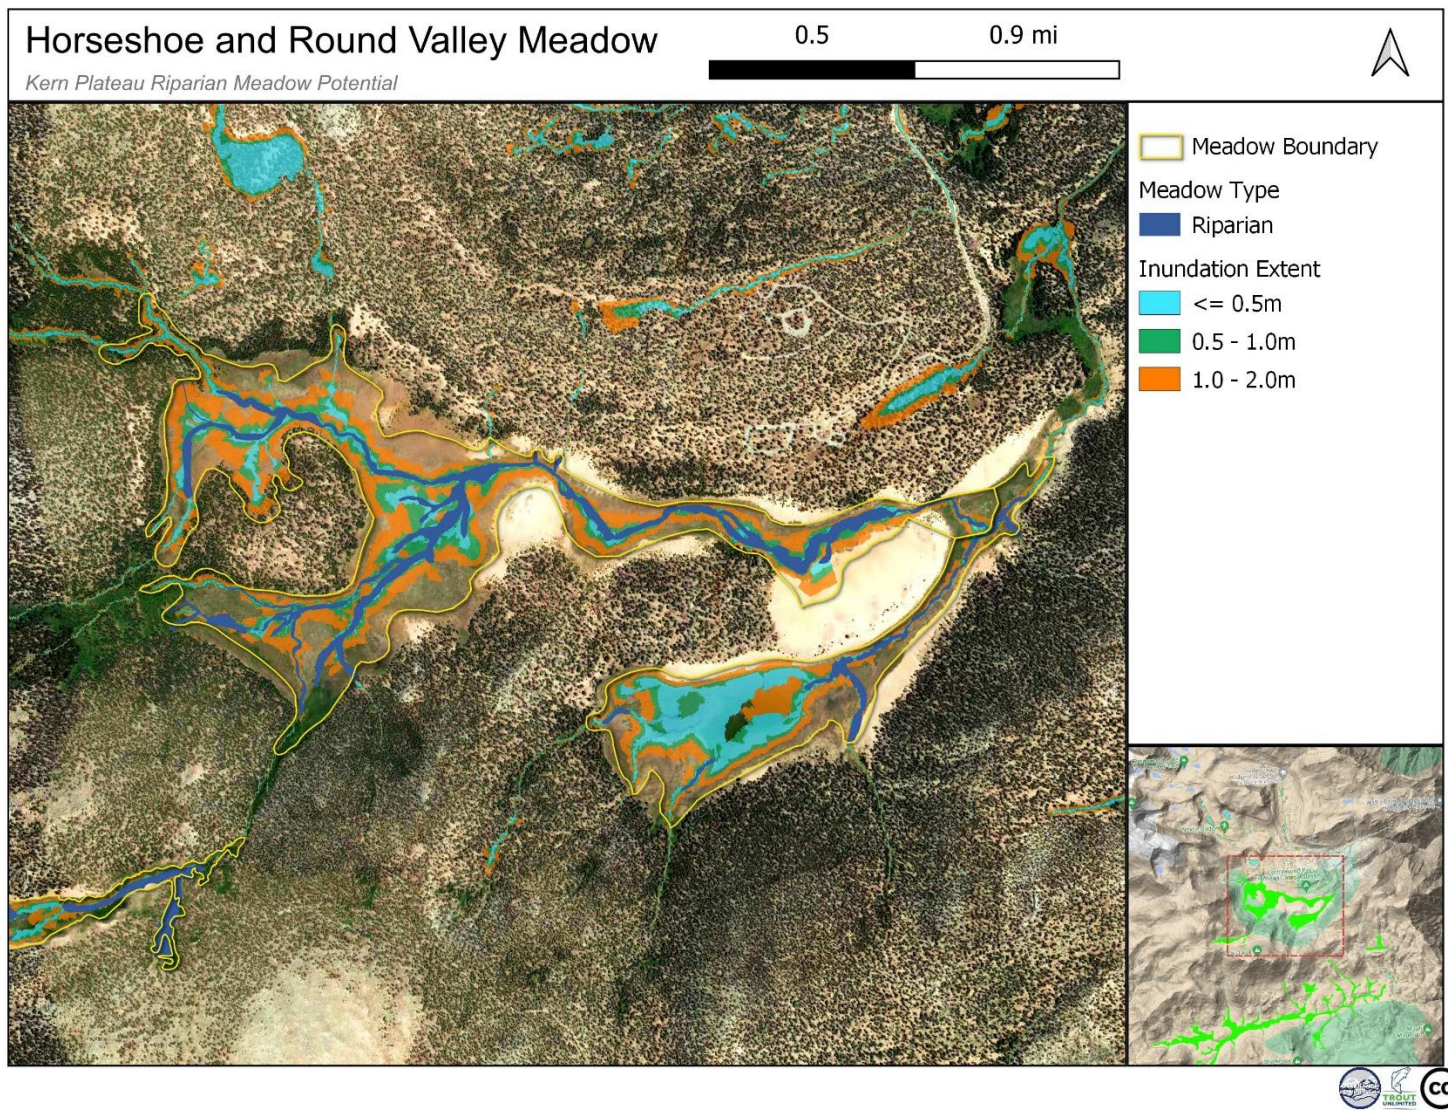 Horseshoe and Round Valley Meadow
Kern Plateau Riparian Meadow Potential
0.5 0.9 mi
Meadow Boundary
Meadow Type
Riparian
Inundation Extent
<= 0.5m
0.5 - 1.0m
1.0 - 2.0m
TROUT
UNLIMITED
cc